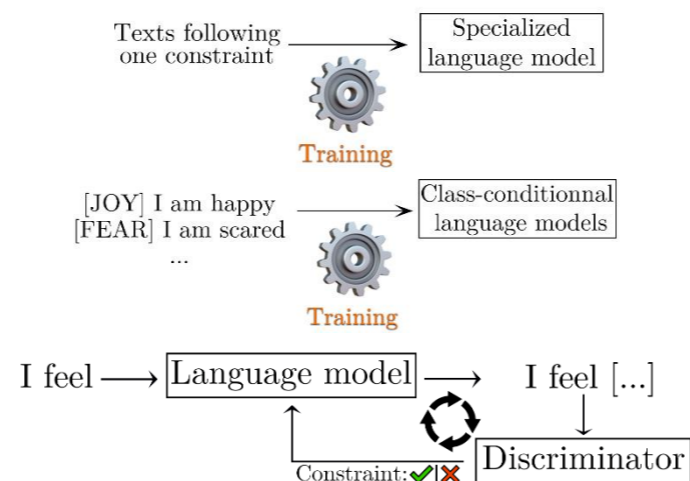 Texts following
one constraint
Specialized
language model
Training
[JOY] I am happy
[FEAR] I am scared
...
Class-conditionnal
language models
Training
I feel
Language model
I feel [...]
Constraint:✓|✗
Discriminator